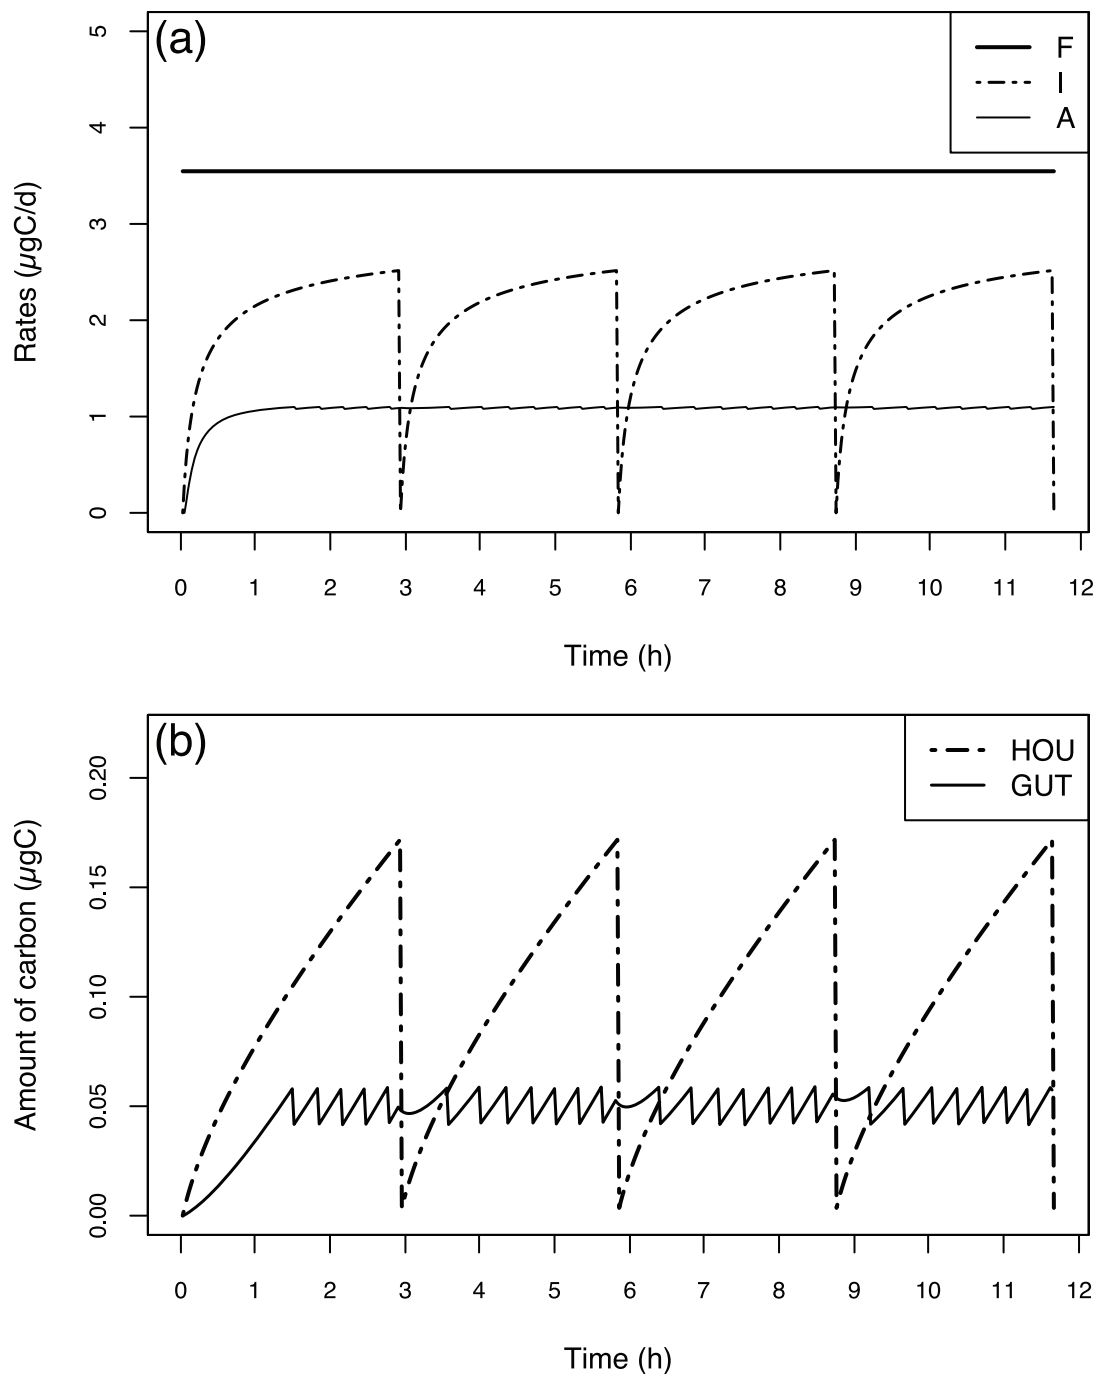 (a)
F
I
A
5
4
3
2
1
0
Rates (µgC/d)
0 1 2 3 4 5 6 7 8 9 10 11 12
Time (h)
(b)
HOU
GUT
0.20
0.15
0.10
0.05
0.00
Amount of carbon (µgC)
0 1 2 3 4 5 6 7 8 9 10 11 12
Time (h)